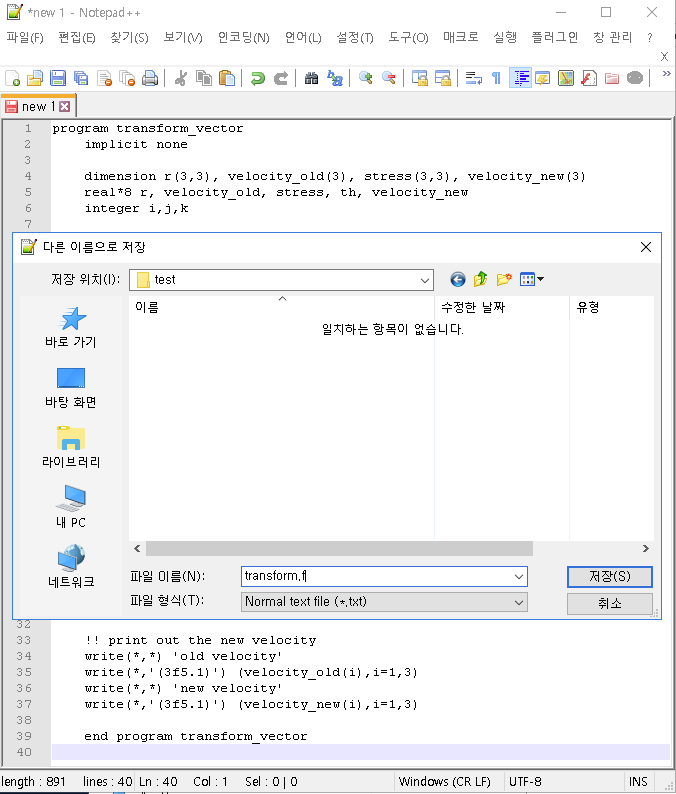 *new 1 - Notepad++
파일(F) 편집(E) 찾기(S) 보기(V) 인코딩(N) 언어(L) 설정(T) 도구(O) 매크로 실행 플러그인 창 관리 ?
X
new 1
1 program transform_vector
2 implicit none
3
4 dimension r(3,3), velocity_old(3), stress(3,3), velocity_new(3)
5 real*8 r, velocity_old, stress, th, velocity_new
6 integer i,j,k
7
다른 이름으로 저장
저장 위치(I): test
이름 수정한 날짜 유형
일치하는 항목이 없습니다.
바로 가기
바탕 화면
라이브러리
내 PC
네트워크
파일 이름(N): transform.f 저장(S)
파일 형식(T): Normal text file (*.txt) 취소
32
33 !! print out the new velocity
34 write(*,*) 'old velocity'
35 write(*,'(3f5.1)') (velocity_old(i),i=1,3)
36 write(*,*) 'new velocity'
37 write(*,'(3f5.1)') (velocity_new(i),i=1,3)
38
39 end program transform_vector
40
length : 891 lines : 40 Ln : 40 Col : 1 Sel : 0 | 0 Windows (CR LF) UTF-8 INS